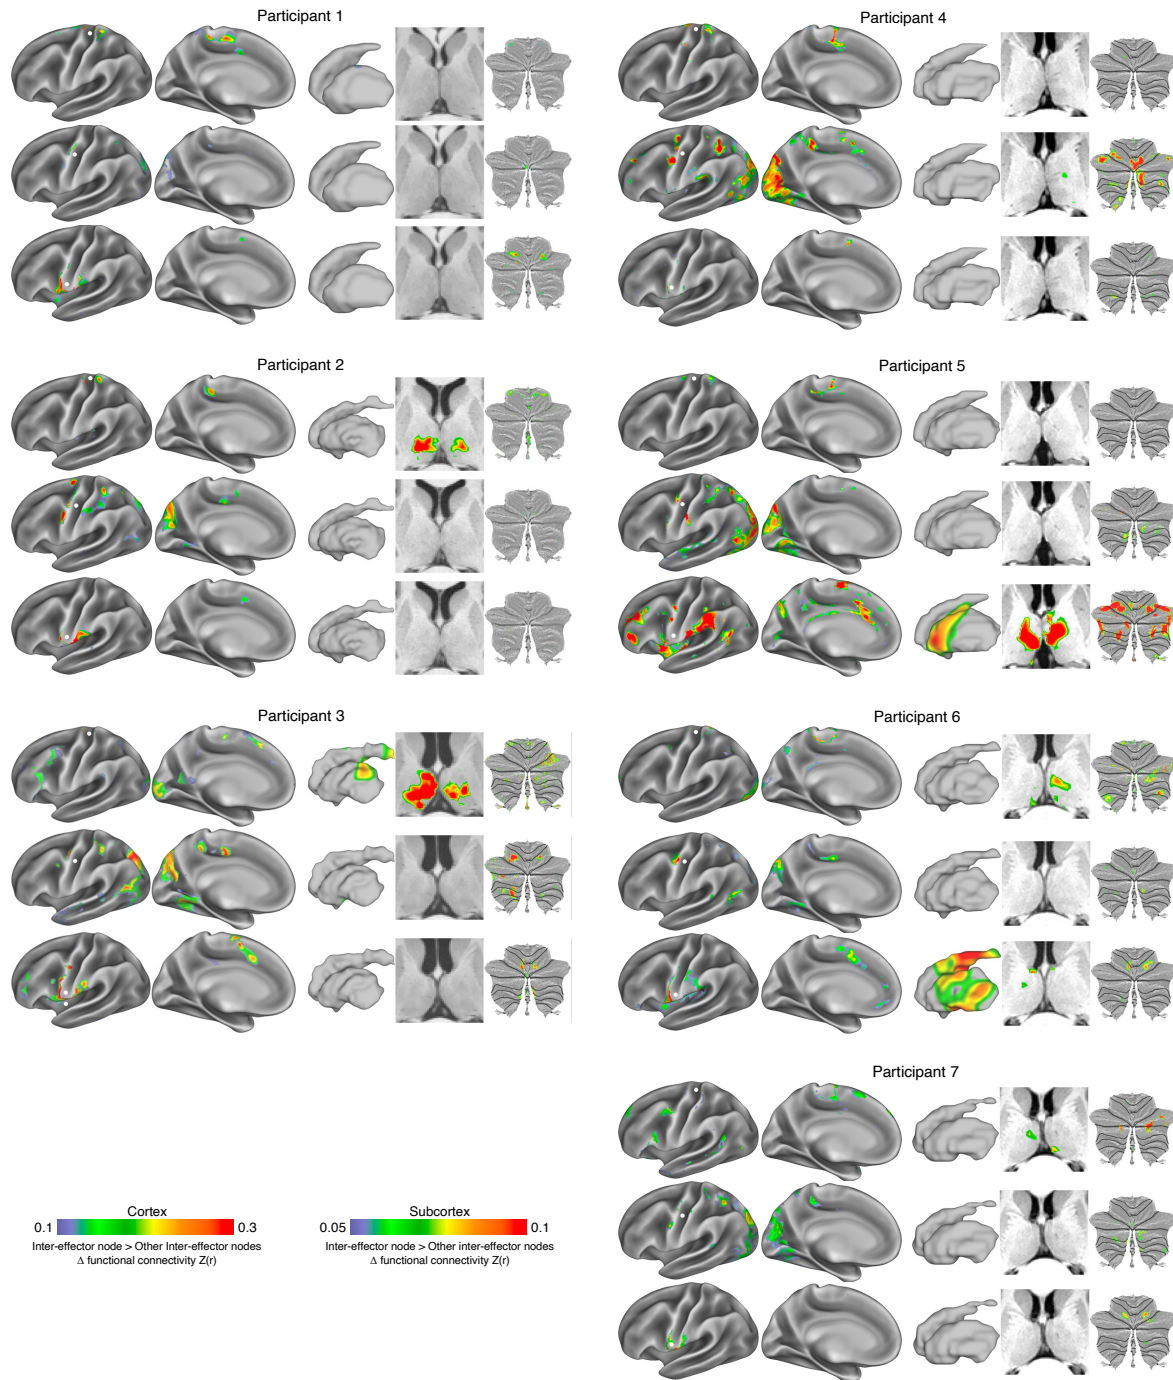 Participant 1
Participant 4
Participant 2
Participant 5
Participant 3
Participant 6
Participant 7
Cortex
0.1 0.3
Inter-effector node > Other Inter-effector nodes
Δ functional connectivity Z(r)
Subcortex
0.05 0.1
Inter-effector node > Other inter-effector nodes
Δ functional connectivity Z(r)